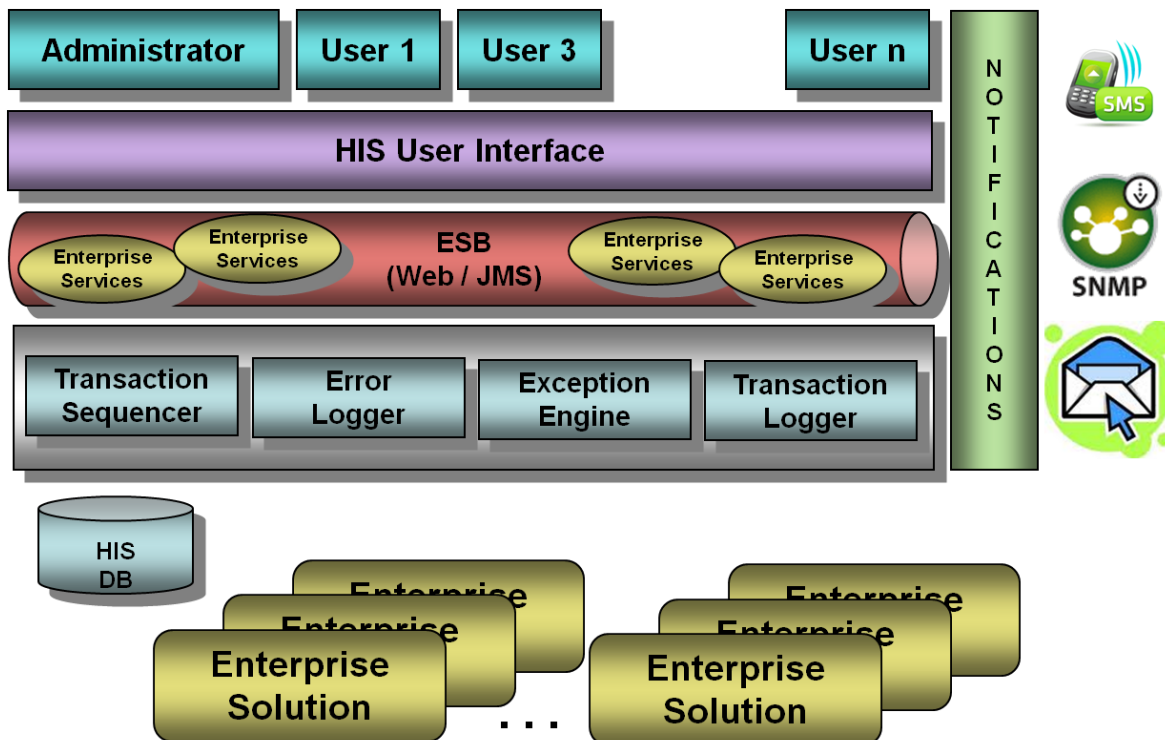 Administrator
User 1
User 3
User n
HIS User Interface
Enterprise
Services
Enterprise
Services
ESB
(Web / JMS)
Enterprise
Services
Enterprise
Services
Transaction
Sequencer
Error
Logger
Exception
Engine
Transaction
Logger
NOTIFICATIONS
SMS
SNMP
HIS
DB
Enterprise
Enterprise
Enterprise
Solution
. . .
Enterprise
Enterprise
Enterprise
Solution